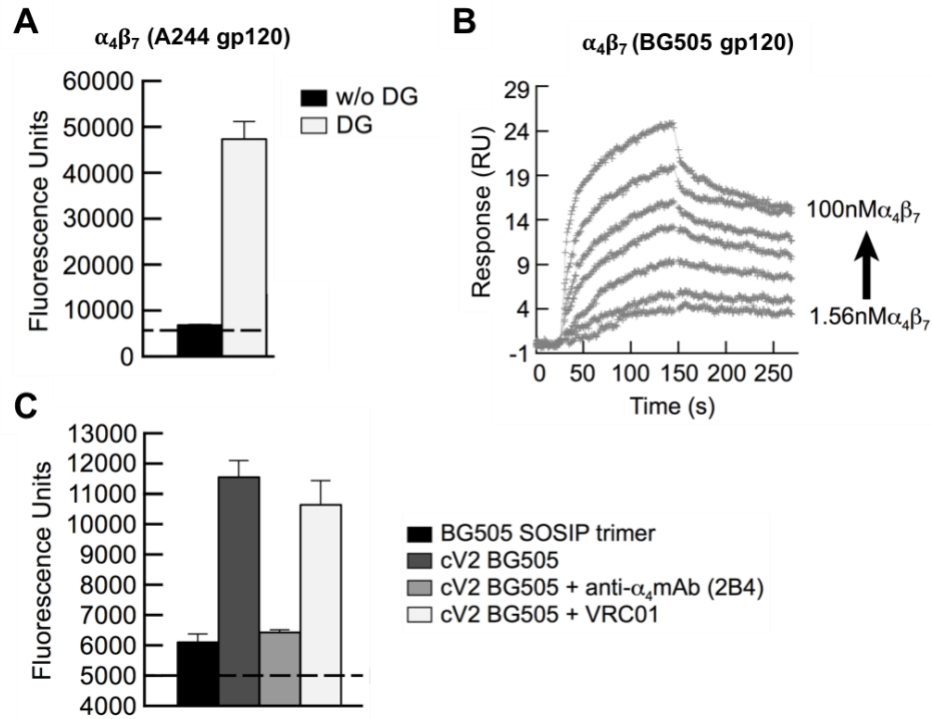 A
α₄β₇ (A244 gp120)
60000
50000
40000
30000
20000
10000
0
Fluorescence Units
w/o DG
DG
B
α₄β₇ (BG505 gp120)
29
24
19
14
9
4
-1
Response (RU)
0 50 100 150 200 250
Time (s)
100nMα₄β₇
1.56nMα₄β₇
C
13000
12000
11000
10000
9000
8000
7000
6000
5000
4000
Fluorescence Units
BG505 SOSIP trimer
cV2 BG505
cV2 BG505 + anti-α₄mAb (2B4)
cV2 BG505 + VRC01